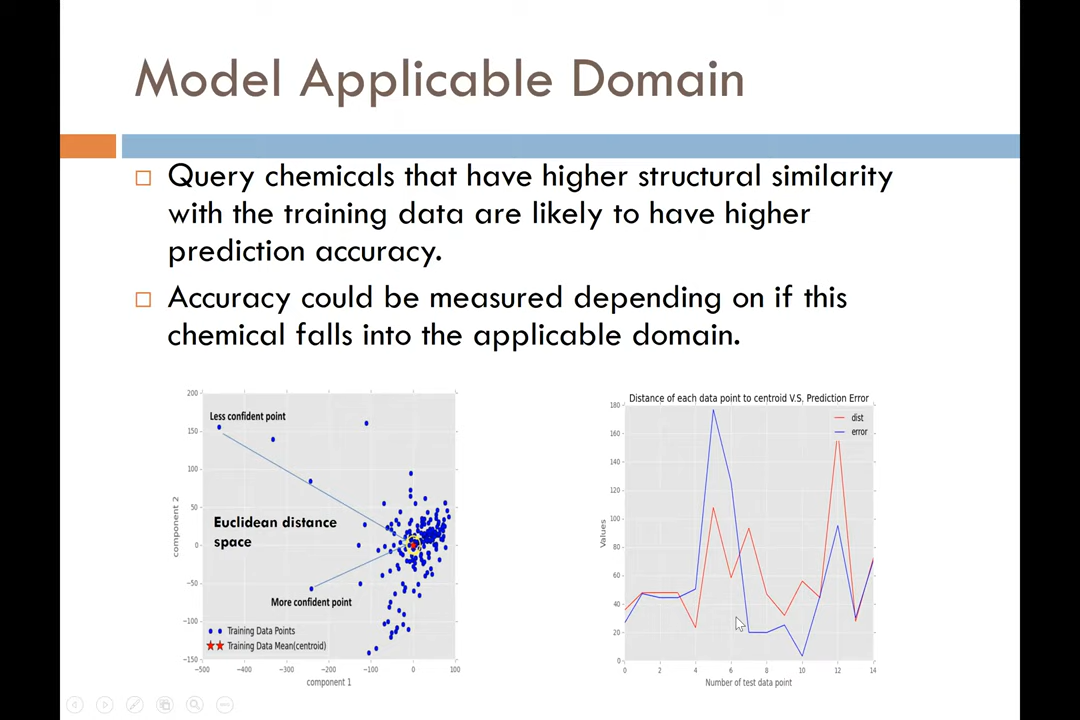 Model Applicable Domain
Query chemicals that have higher structural similarity
with the training data are likely to have higher
prediction accuracy.
Accuracy could be measured depending on if this
chemical falls into the applicable domain.
200
150
100
50
0
−50
−100
−150
−500
−400
−300
−200
−100
0
100
component 2
component 1
Less confident point
Euclidean distance
space
More confident point
Training Data Points
Training Data Mean(centroid)
Distance of each data point to centroid V.S, Prediction Error
dist
error
180
160
140
120
100
80
60
40
20
0
0
2
4
6
8
10
12
14
Values
Number of test data point